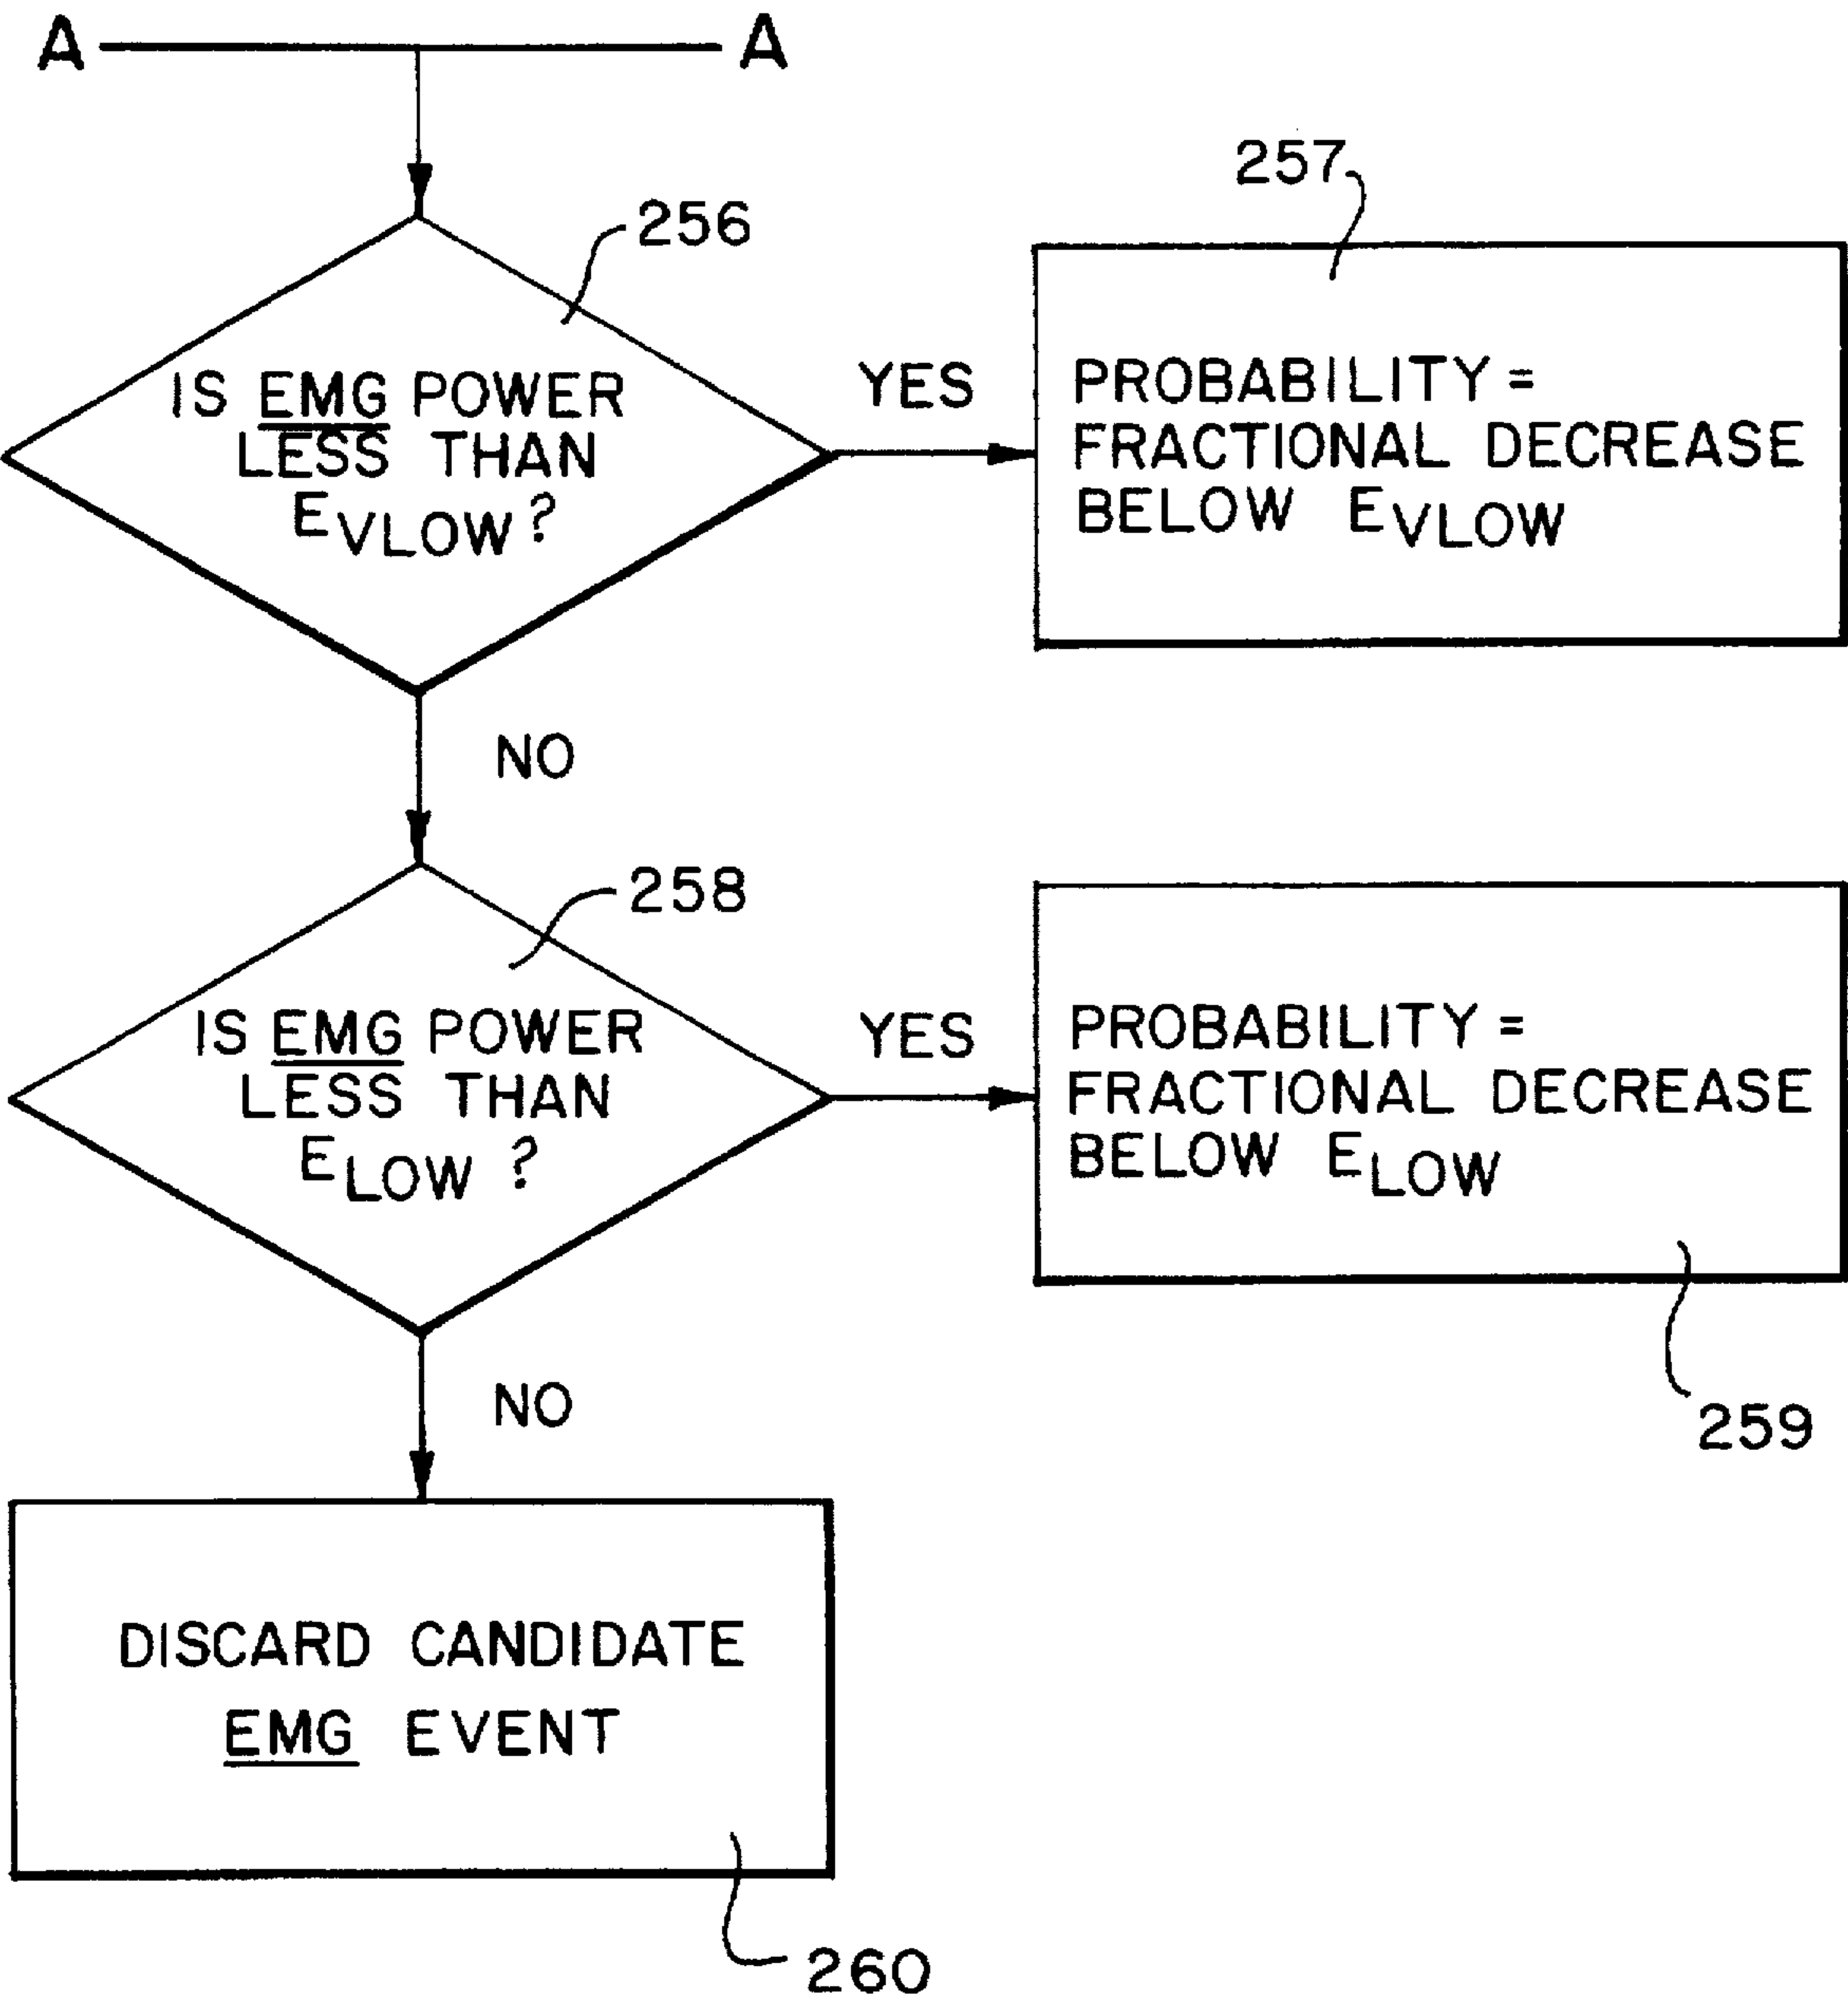 A A
256
IS EMG POWER
LESS THAN
EVLOW?
YES
257
PROBABILITY =
FRACTIONAL DECREASE
BELOW EVLOW
NO
258
IS EMG POWER
LESS THAN
ELOW ?
YES
PROBABILITY =
FRACTIONAL DECREASE
BELOW ELOW
259
NO
DISCARD CANDIDATE
EMG EVENT
260